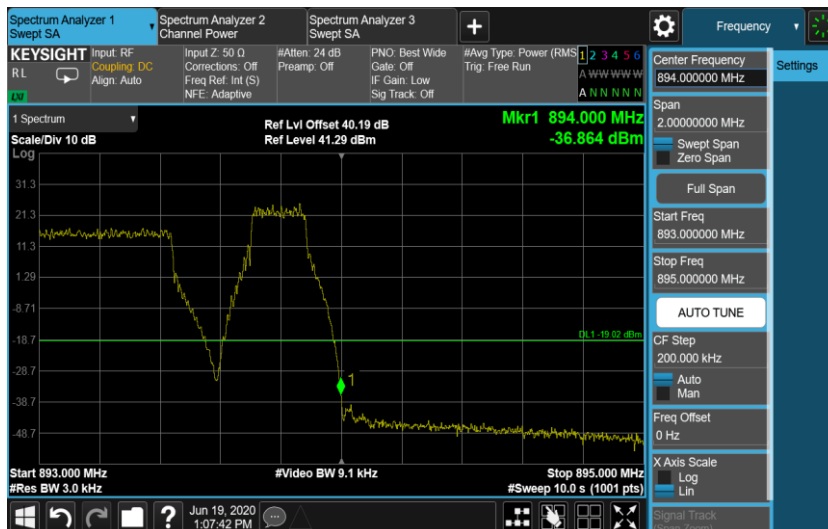 Spectrum Analyzer 1
Swept SA
Spectrum Analyzer 2
Channel Power
Spectrum Analyzer 3
Swept SA
Frequency
KEYSIGHT
R L
LXI
Input: RF
Coupling: DC
Align: Auto
Input Z: 50 Ω
Corrections: Off
Freq Ref: Int (S)
NFE: Adaptive
#Atten: 24 dB
Preamp: Off
PNO: Best Wide
Gate: Off
IF Gain: Low
Sig Track: Off
#Avg Type: Power (RMS
Trig: Free Run
1 2 3 4 5 6
A W W W W W
A N N N N N
1 Spectrum
Scale/Div 10 dB
Log
Ref Lvl Offset 40.19 dB
Ref Level 41.29 dBm
Mkr1 894.000 MHz
-36.864 dBm
31.3
21.3
11.3
1.29
-8.71
-18.7
-28.7
-38.7
-48.7
DL1 -19.02 dBm
1
Start 893.000 MHz
#Res BW 3.0 kHz
#Video BW 9.1 kHz
Stop 895.000 MHz
#Sweep 10.0 s (1001 pts)
Center Frequency
894.000000 MHz
Settings
Span
2.00000000 MHz
Swept Span
Zero Span
Full Span
Start Freq
893.000000 MHz
Stop Freq
895.000000 MHz
AUTO TUNE
CF Step
200.000 kHz
Auto
Man
Freq Offset
0 Hz
X Axis Scale
Log
Lin
Signal Track
(Span Zoom)
?
Jun 19, 2020
1:07:42 PM